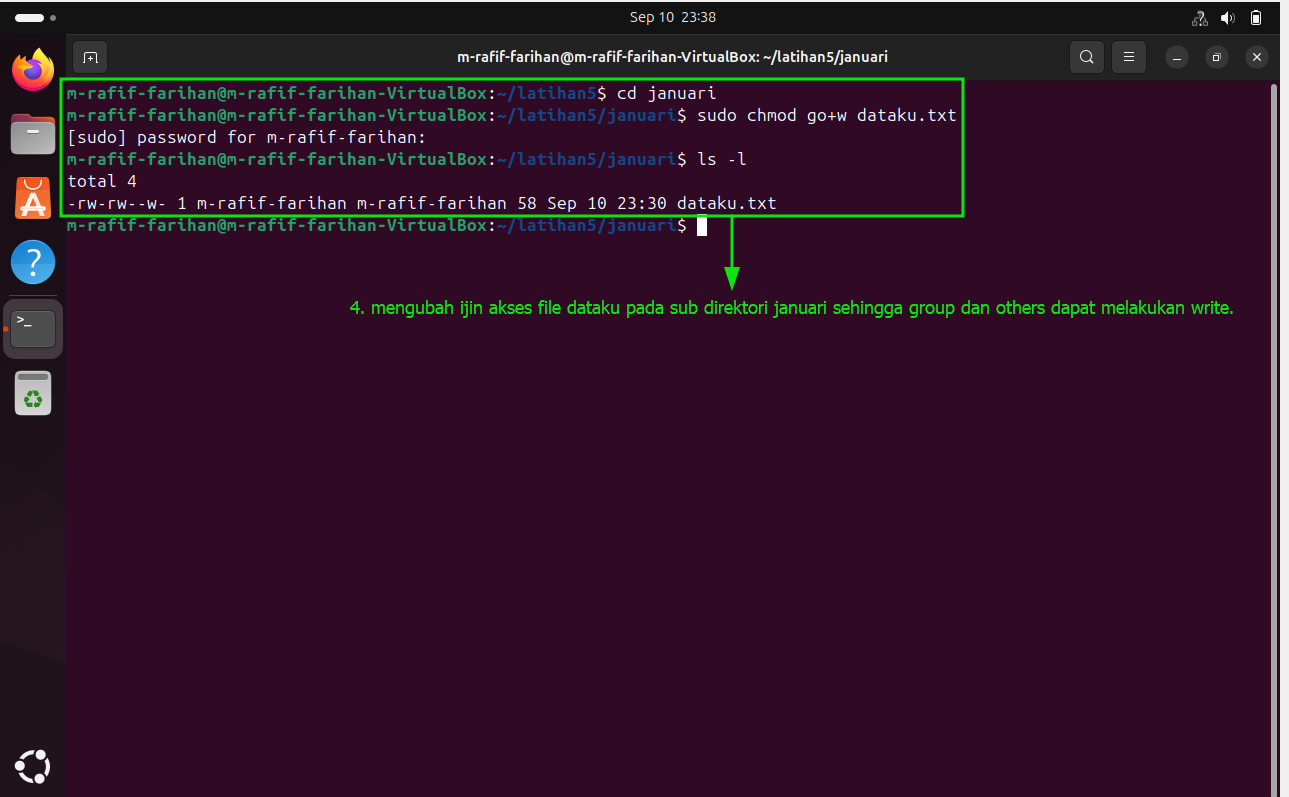 Sep 10 23:38
m-rafif-farihan@m-rafif-farihan-VirtualBox: ~/latihan5/januari
m-rafif-farihan@m-rafif-farihan-VirtualBox:~/latihan5$ cd januari
m-rafif-farihan@m-rafif-farihan-VirtualBox:~/latihan5/januari$ sudo chmod go+w dataku.txt
[sudo] password for m-rafif-farihan:
m-rafif-farihan@m-rafif-farihan-VirtualBox:~/latihan5/januari$ ls -l
total 4
-rw-rw--w- 1 m-rafif-farihan m-rafif-farihan 58 Sep 10 23:30 dataku.txt
m-rafif-farihan@m-rafif-farihan-VirtualBox:~/latihan5/januari$
4. mengubah ijin akses file dataku pada sub direktori januari sehingga group dan others dapat melakukan write.